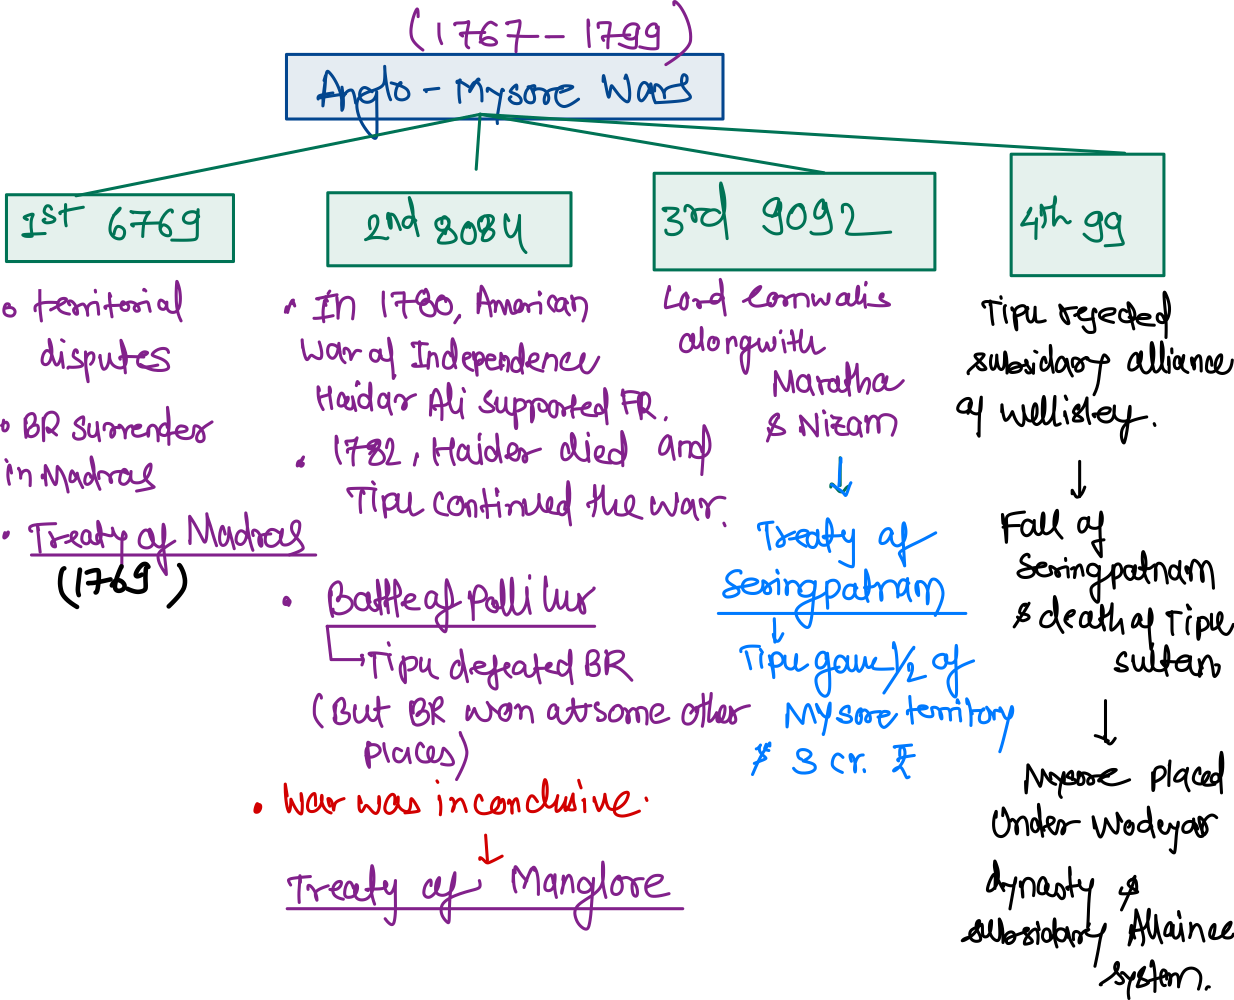 (1767 - 1799)
Anglo - Mysore Wars
1st 6769
territorial
disputes
BR Surrender
in Madras
Treaty of Madras
(1769)
2nd 8084
In 1780, American
War of Independence
Haidar Ali supported FR.
1782, Haider died and
Tipu continued the war.
Battle of pollilur
Tipu defeated BR
(But BR won at some other
places)
War was inconclusive.
Treaty of Manglore
3rd 9092
Lord Cornwalis
alongwith
Maratha
& Nizam
Treaty of
Seringpatnam
Tipu gave 1/2 of
Mysore territory
& 3 cr. ₹
4th 99
Tipu rejected
subsidary alliance
of Wellisley.
Fall of
Seringpatnam
& death of Tipu
sultan
Mysore placed
Under Wodeyar
dynasty &
subsidary Allaince
system.